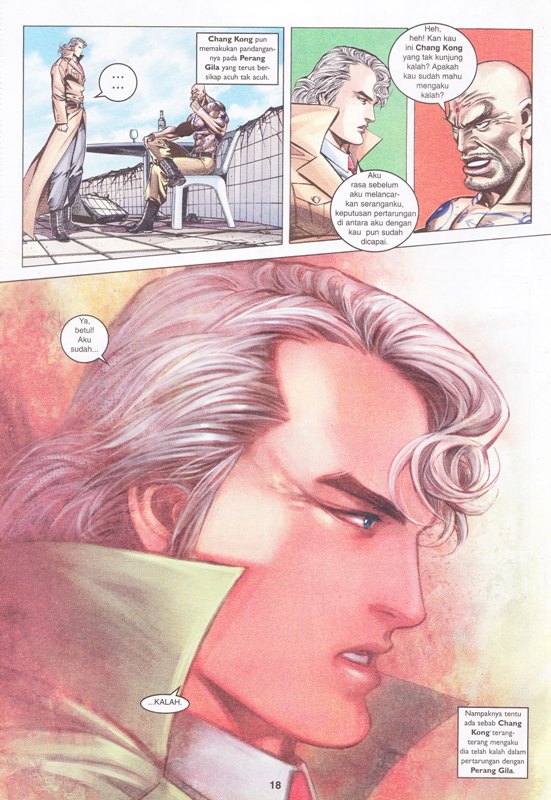 Chang Kong pun
memakukan pandangan-
nya pada Perang
Gila yang terus ber-
sikap acuh tak acuh.
...
...
Heh,
heh! Kan kau
ini Chang Kong
yang tak kunjung
kalah? Apakah
kau sudah mahu
mengaku
kalah?
Aku
rasa sebelum
aku melancar-
kan seranganku,
keputusan pertarungan
di antara aku dengan
kau pun sudah
dicapai.
Ya,
betul!
Aku
sudah...
...KALAH.
Nampaknya tentu
ada sebab Chang
Kong terang-
terang mengaku
dia telah kalah dalam
pertarungan dengan
Perang Gila.
18